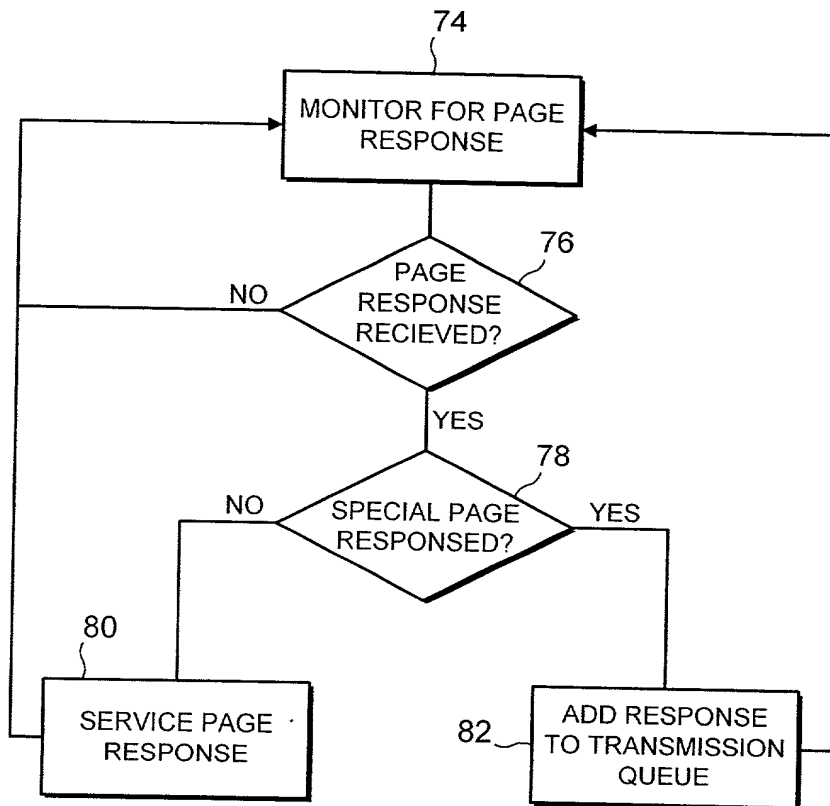 74
MONITOR FOR PAGE
RESPONSE
76
PAGE
RESPONSE
RECIEVED?
NO
YES
78
NO
SPECIAL PAGE
RESPONSED?
YES
80
SERVICE PAGE
RESPONSE
82
ADD RESPONSE
TO TRANSMISSION
QUEUE